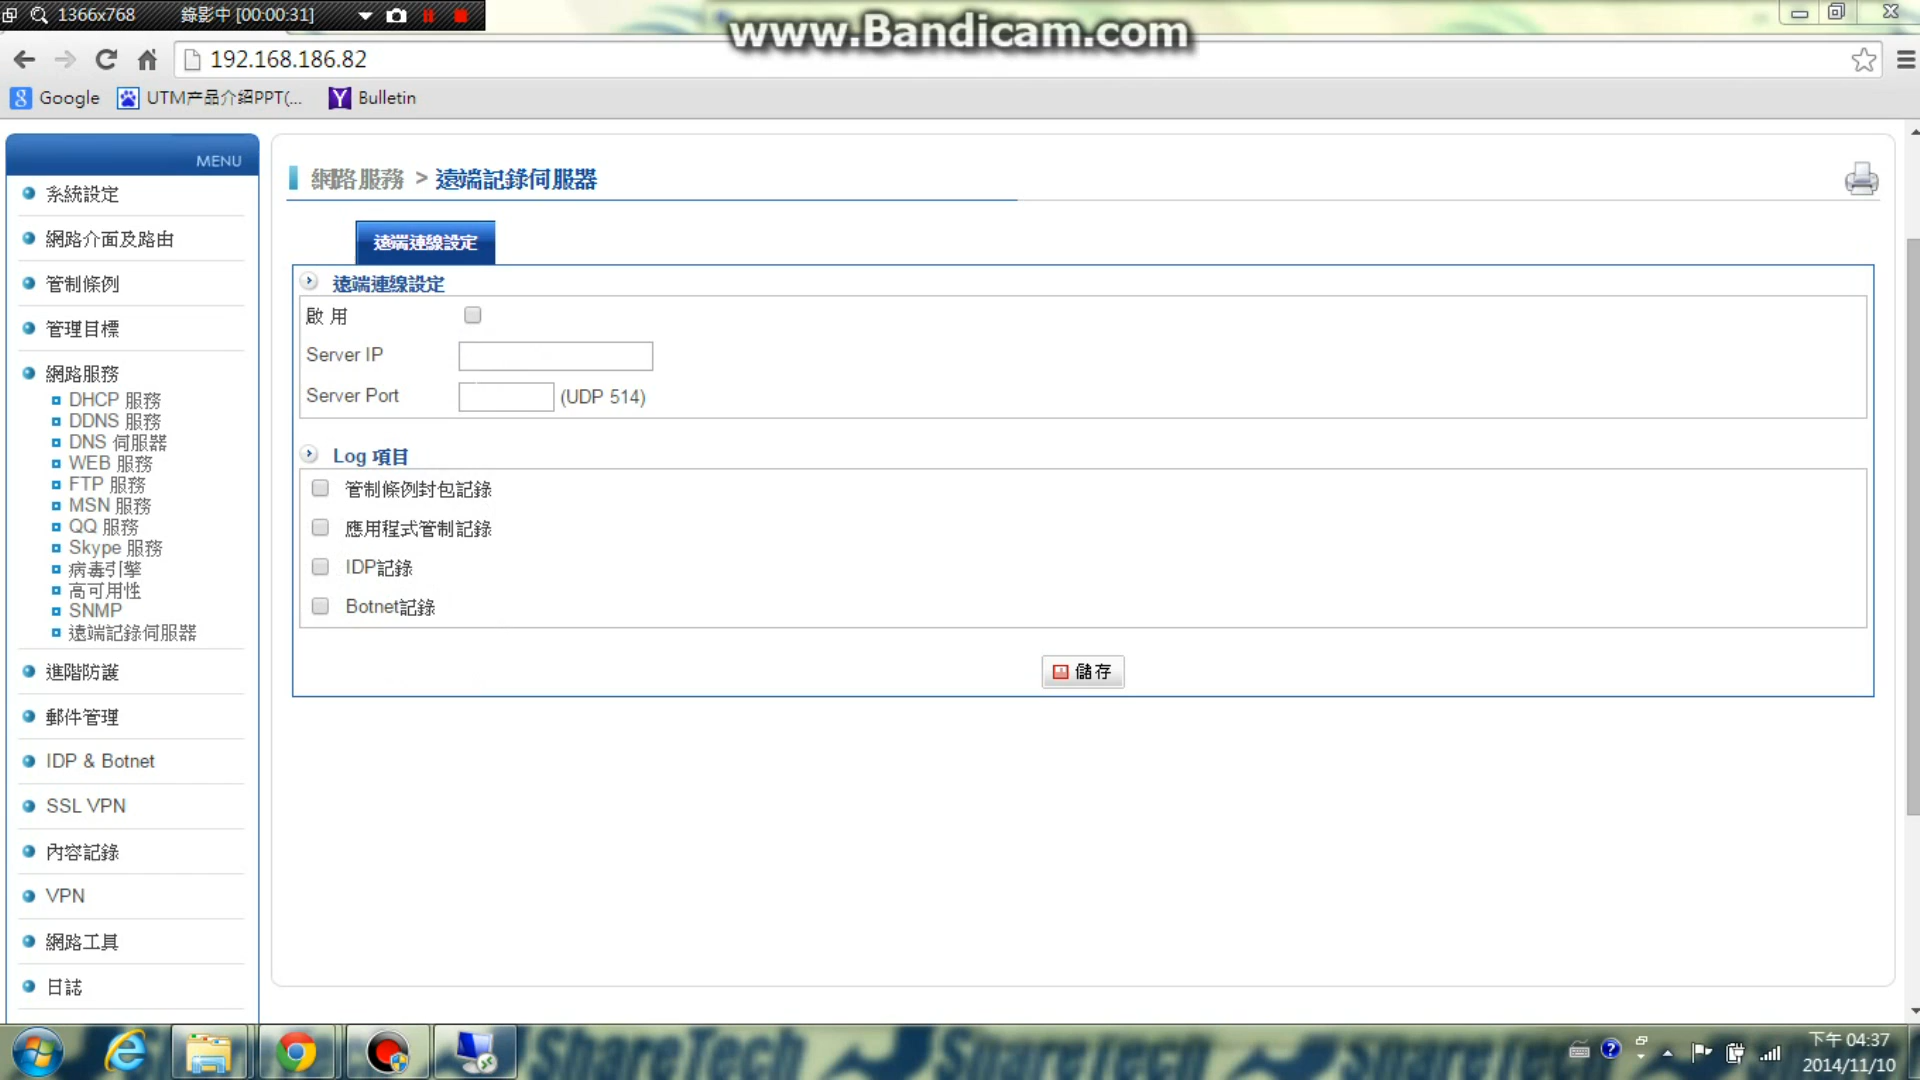 1366x768 錄影中 [00:00:31]
www.Bandicam.com
192.168.186.82
Google UTM产品介紹PPT(... Bulletin
MENU
系統設定
網路介面及路由
管制條例
管理目標
網路服務
DHCP 服務
DDNS 服務
DNS 伺服器
WEB 服務
FTP 服務
MSN 服務
QQ 服務
Skype 服務
病毒引擎
高可用性
SNMP
遠端記錄伺服器
進階防護
郵件管理
IDP & Botnet
SSL VPN
內容記錄
VPN
網路工具
日誌
網路服務 > 遠端記錄伺服器
遠端連線設定
遠端連線設定
啟 用
Server IP
Server Port (UDP 514)
Log 項目
管制條例封包記錄
應用程式管制記錄
IDP記錄
Botnet記錄
儲存
ShareTech ShareTech ShareTech
下午 04:37
2014/11/10